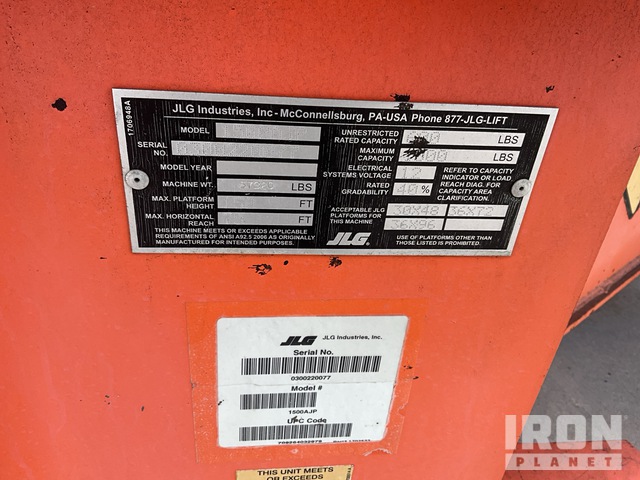 1706948A
JLG Industries, Inc - McConnellsburg, PA-USA Phone 877-JLG-LIFT
MODEL
SERIAL NO.
MODEL YEAR
MACHINE WT. LBS
MAX. PLATFORM HEIGHT FT
MAX. HORIZONTAL REACH FT
THIS MACHINE MEETS OR EXCEEDS APPLICABLE
REQUIREMENTS OF ANSI A92.5 2006 AS ORIGINALLY
MANUFACTURED FOR INTENDED PURPOSES.
UNRESTRICTED RATED CAPACITY LBS
MAXIMUM CAPACITY LBS
ELECTRICAL SYSTEMS VOLTAGE 12
RATED GRADABILITY 40 %
REFER TO CAPACITY
INDICATOR OR LOAD
REACH DIAG. FOR
CAPACITY AREA
CLARIFICATION.
ACCEPTABLE JLG
PLATFORMS FOR
THIS MACHINE
30X48 36X72
36X96
JLG
USE OF PLATFORMS OTHER THAN
THOSE LISTED IS PROHIBITED.
JLG JLG Industries, Inc.
Serial No.
0300220077
Model #
1500AJP
UPC Code
THIS UNIT MEETS
OR EXCEEDS
IRON
PLANET